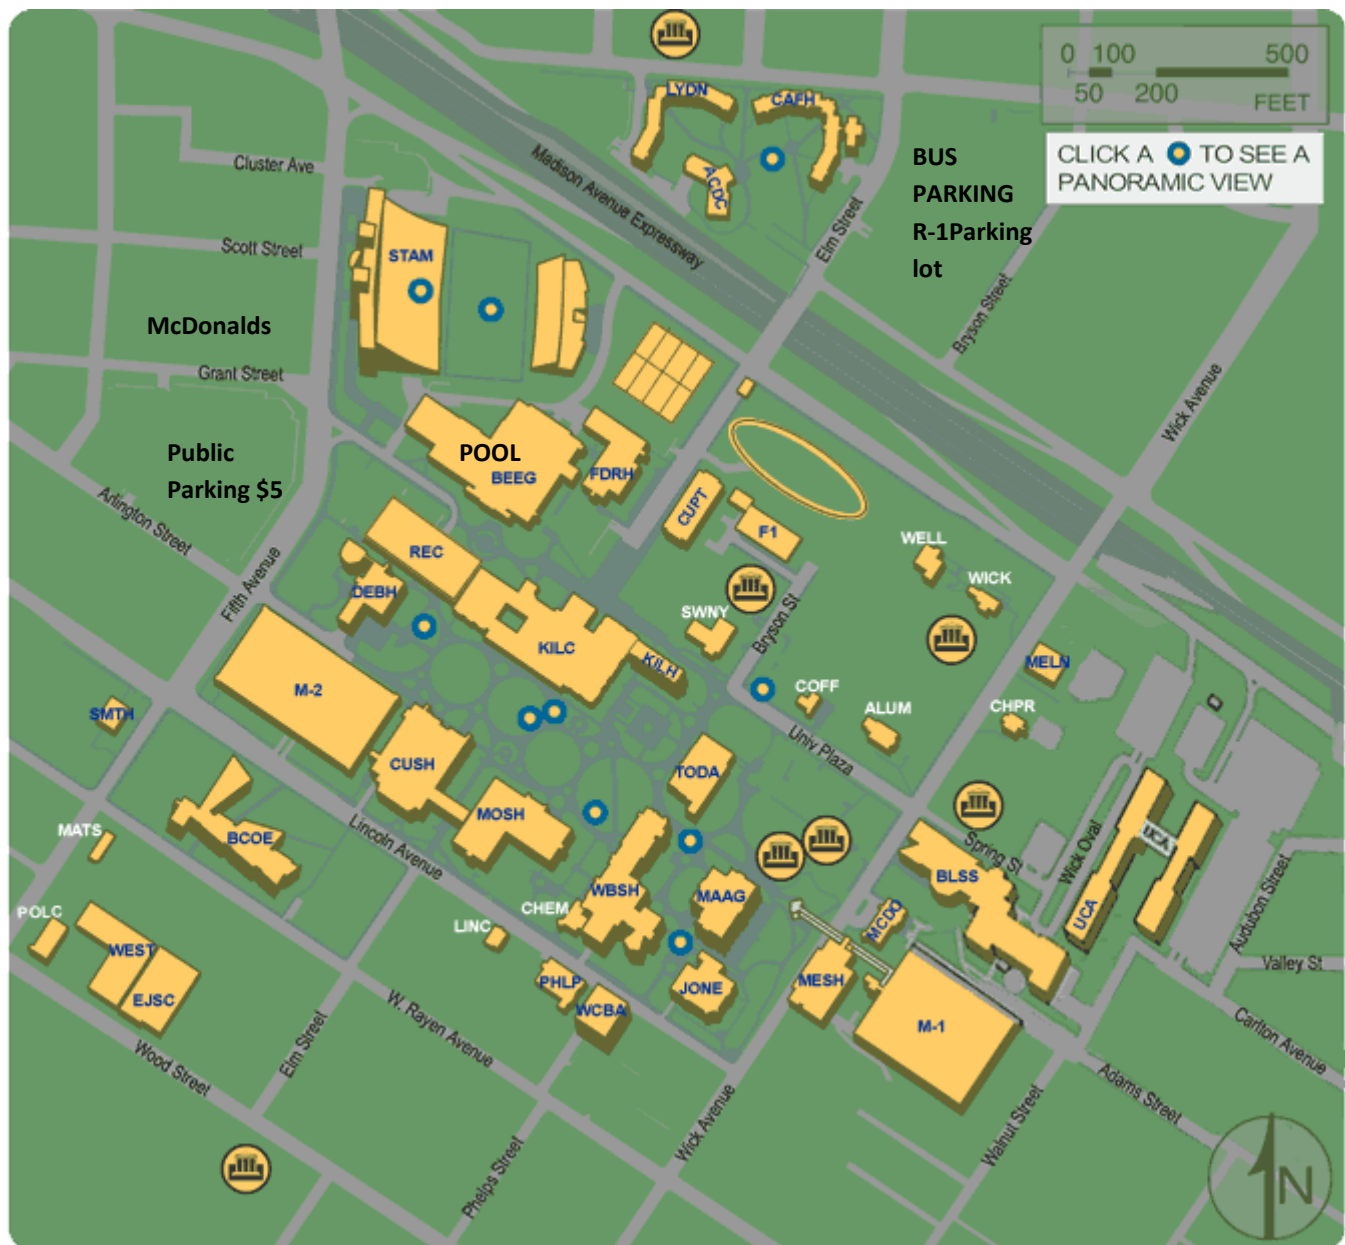 0 100 500
50 200 FEET
CLICK A TO SEE A
PANORAMIC VIEW
LYDN
CAFH
ACDC
BUS
PARKING
R-1Parking
lot
Cluster Ave
Madison Avenue Expressway
Elm Street
Scott Street
STAM
Bryson Street
McDonalds
Grant Street
Wick Avenue
Public
Parking $5
POOL
BEEG
FDRH
Arlington Street
CUPT
F1
REC
WELL
WICK
DEBH
Fifth Avenue
SWNY
Bryson St
KILC
KILH
MELN
M-2
COFF
ALUM
CHPR
SMTH
Univ Plaza
CUSH
TODA
MOSH
MATS
BCOE
Lincoln Avenue
Spring St
Wick Oval
UCA
BLSS
WBSH
MAAG
CHEM
LINC
MCDO
UCA
Audubon Street
POLC
WEST
EJSC
PHLP
WCBA
JONE
MESH
M-1
Valley St
Carlton Avenue
W. Rayen Avenue
Wood Street
Elm Street
Adams Street
Wick Avenue
Walnut Street
Phelps Street
N